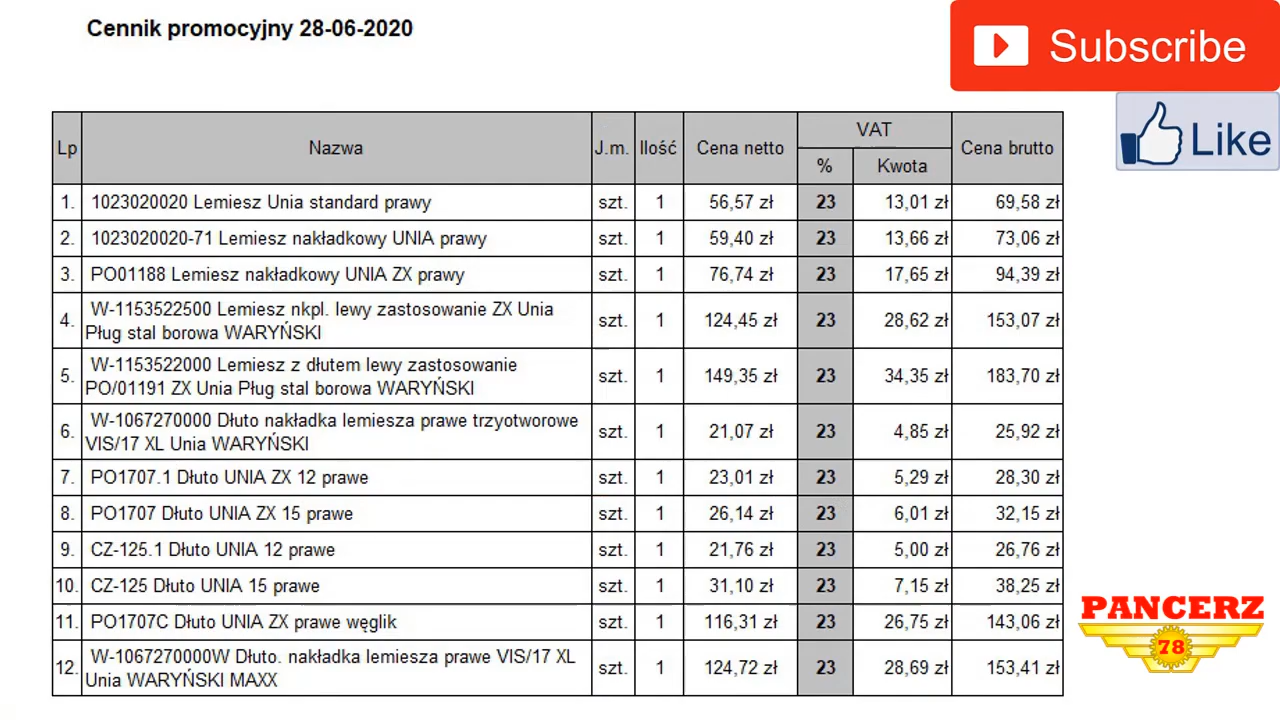 Cennik promocyjny 28-06-2020
Subscribe
Like
Lp Nazwa J.m. Ilość Cena netto VAT Cena brutto
% Kwota
1. 1023020020 Lemiesz Unia standard prawy szt. 1 56,57 zł 23 13,01 zł 69,58 zł
2. 1023020020-71 Lemiesz nakładkowy UNIA prawy szt. 1 59,40 zł 23 13,66 zł 73,06 zł
3. PO01188 Lemiesz nakładkowy UNIA ZX prawy szt. 1 76,74 zł 23 17,65 zł 94,39 zł
4. W-1153522500 Lemiesz nkpl. lewy zastosowanie ZX Unia
Pług stal borowa WARYŃSKI szt. 1 124,45 zł 23 28,62 zł 153,07 zł
5. W-1153522000 Lemiesz z dłutem lewy zastosowanie
PO/01191 ZX Unia Pług stal borowa WARYŃSKI szt. 1 149,35 zł 23 34,35 zł 183,70 zł
6. W-1067270000 Dłuto nakładka lemiesza prawe trzyotworowe
VIS/17 XL Unia WARYŃSKI szt. 1 21,07 zł 23 4,85 zł 25,92 zł
7. PO1707.1 Dłuto UNIA ZX 12 prawe szt. 1 23,01 zł 23 5,29 zł 28,30 zł
8. PO1707 Dłuto UNIA ZX 15 prawe szt. 1 26,14 zł 23 6,01 zł 32,15 zł
9. CZ-125.1 Dłuto UNIA 12 prawe szt. 1 21,76 zł 23 5,00 zł 26,76 zł
10. CZ-125 Dłuto UNIA 15 prawe szt. 1 31,10 zł 23 7,15 zł 38,25 zł
11. PO1707C Dłuto UNIA ZX prawe węglik szt. 1 116,31 zł 23 26,75 zł 143,06 zł
12. W-1067270000W Dłuto. nakładka lemiesza prawe VIS/17 XL
Unia WARYŃSKI MAXX szt. 1 124,72 zł 23 28,69 zł 153,41 zł
PANCERZ
78